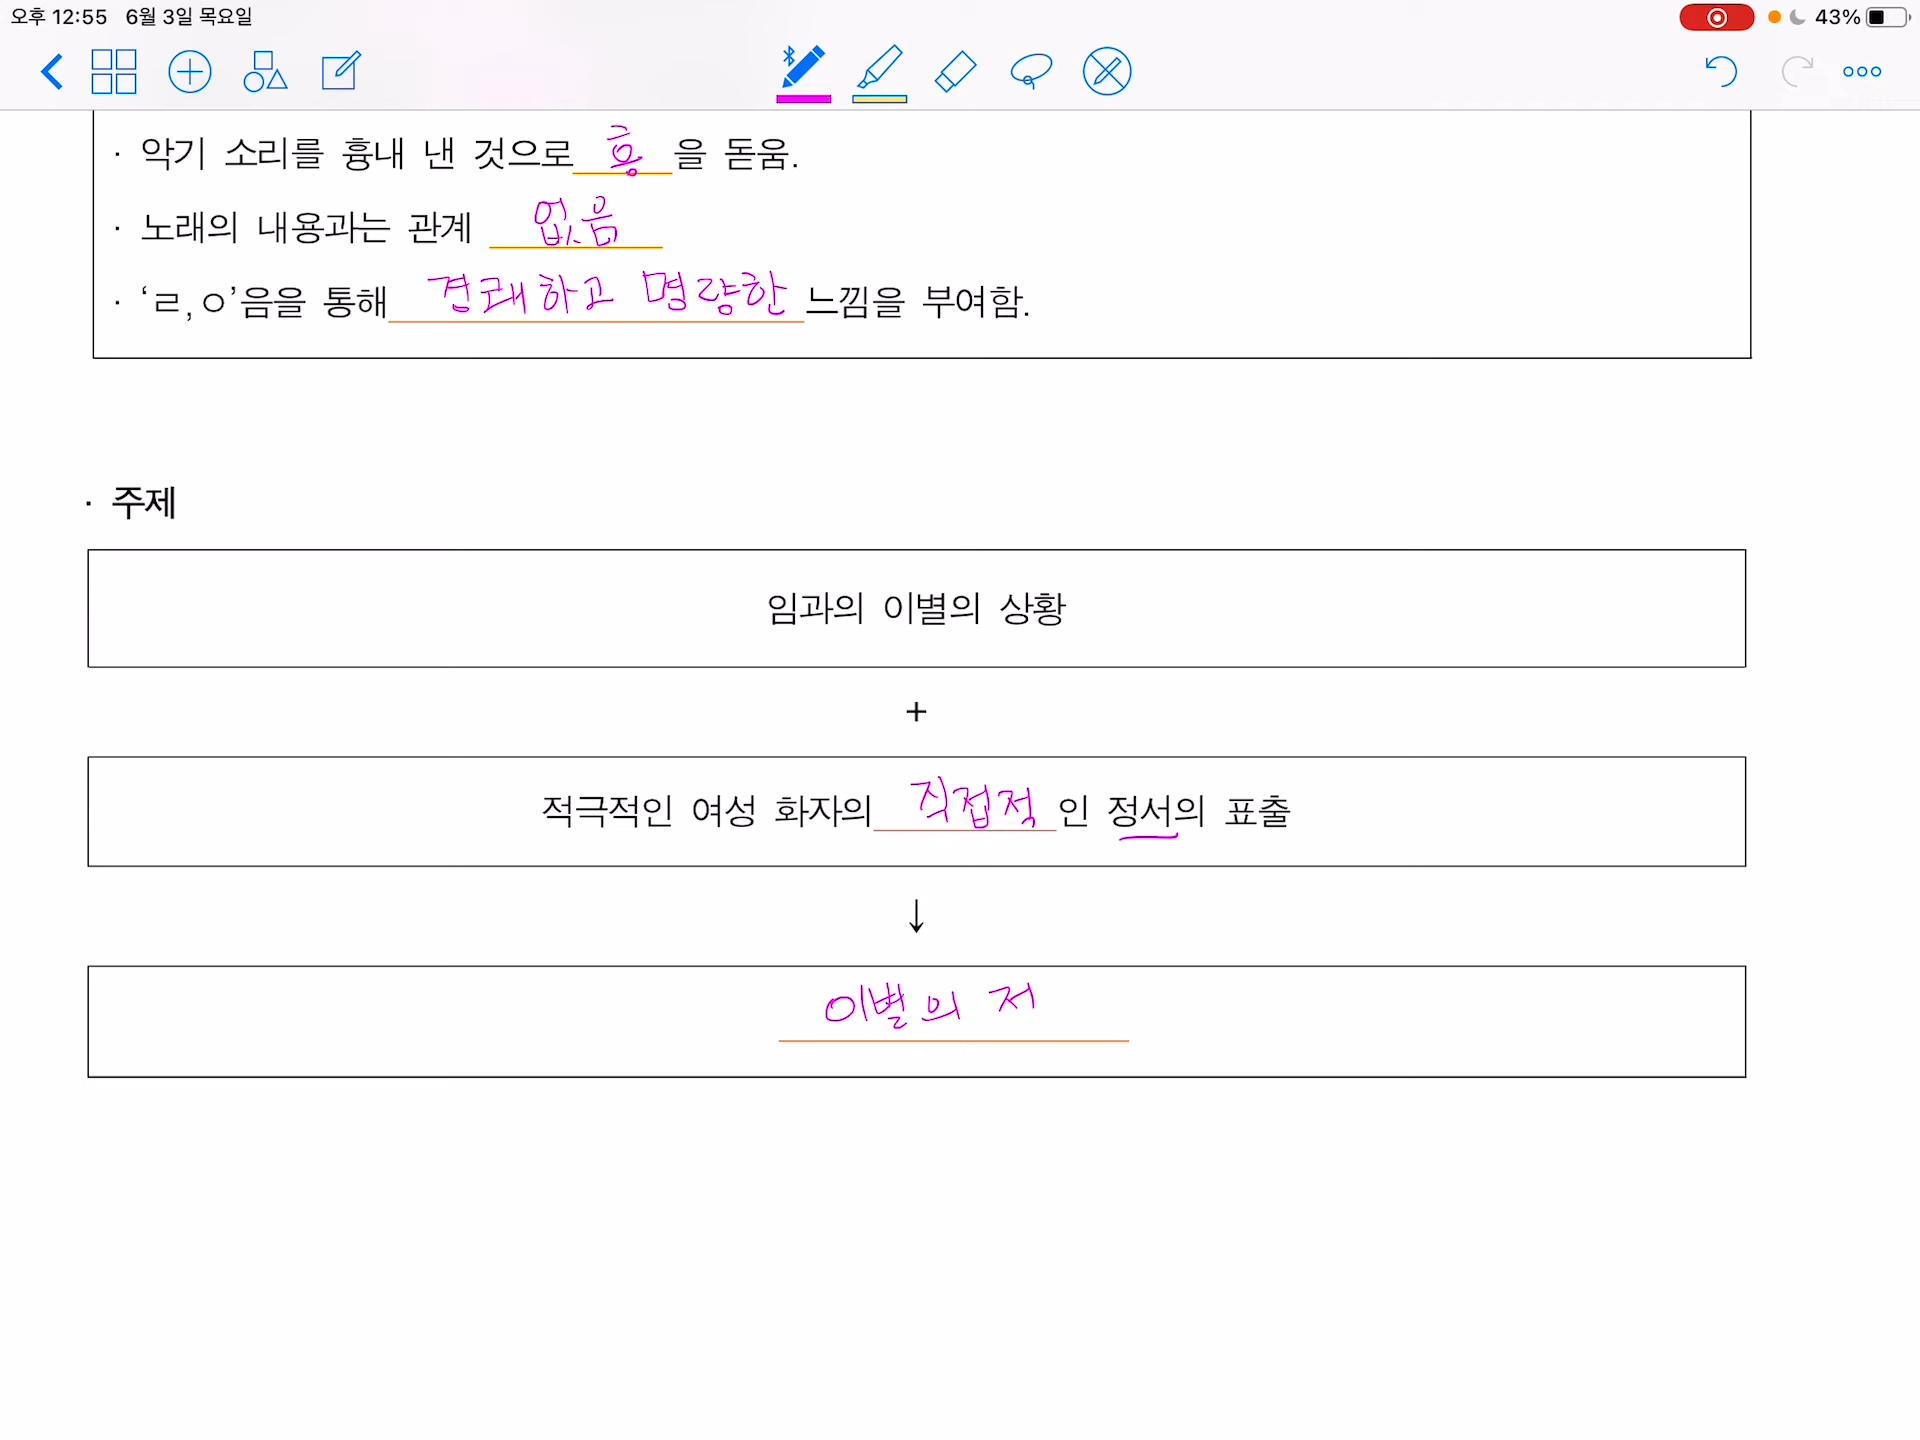 오후 12:55 6월 3일 목요일 43%
· 악기 소리를 흉내 낸 것으로 흥 을 돋움.
· 노래의 내용과는 관계 없음
· ‘ㄹ,ㅇ’음을 통해 경쾌하고 명량한 느낌을 부여함.
· 주제
임과의 이별의 상황
+
적극적인 여성 화자의 직접적 인 정서의 표출
↓
이별의 저